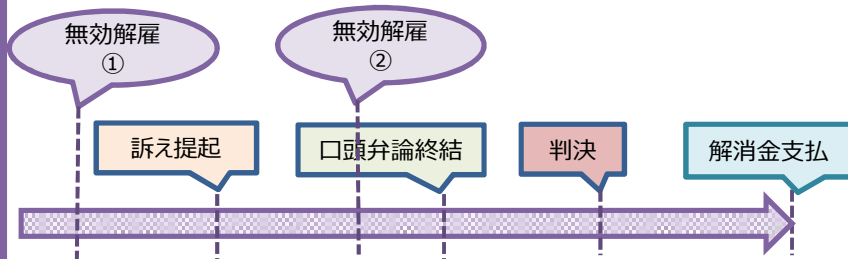 無効解雇
①
無効解雇
②
訴え提起
口頭弁論終結
判決
解消金支払